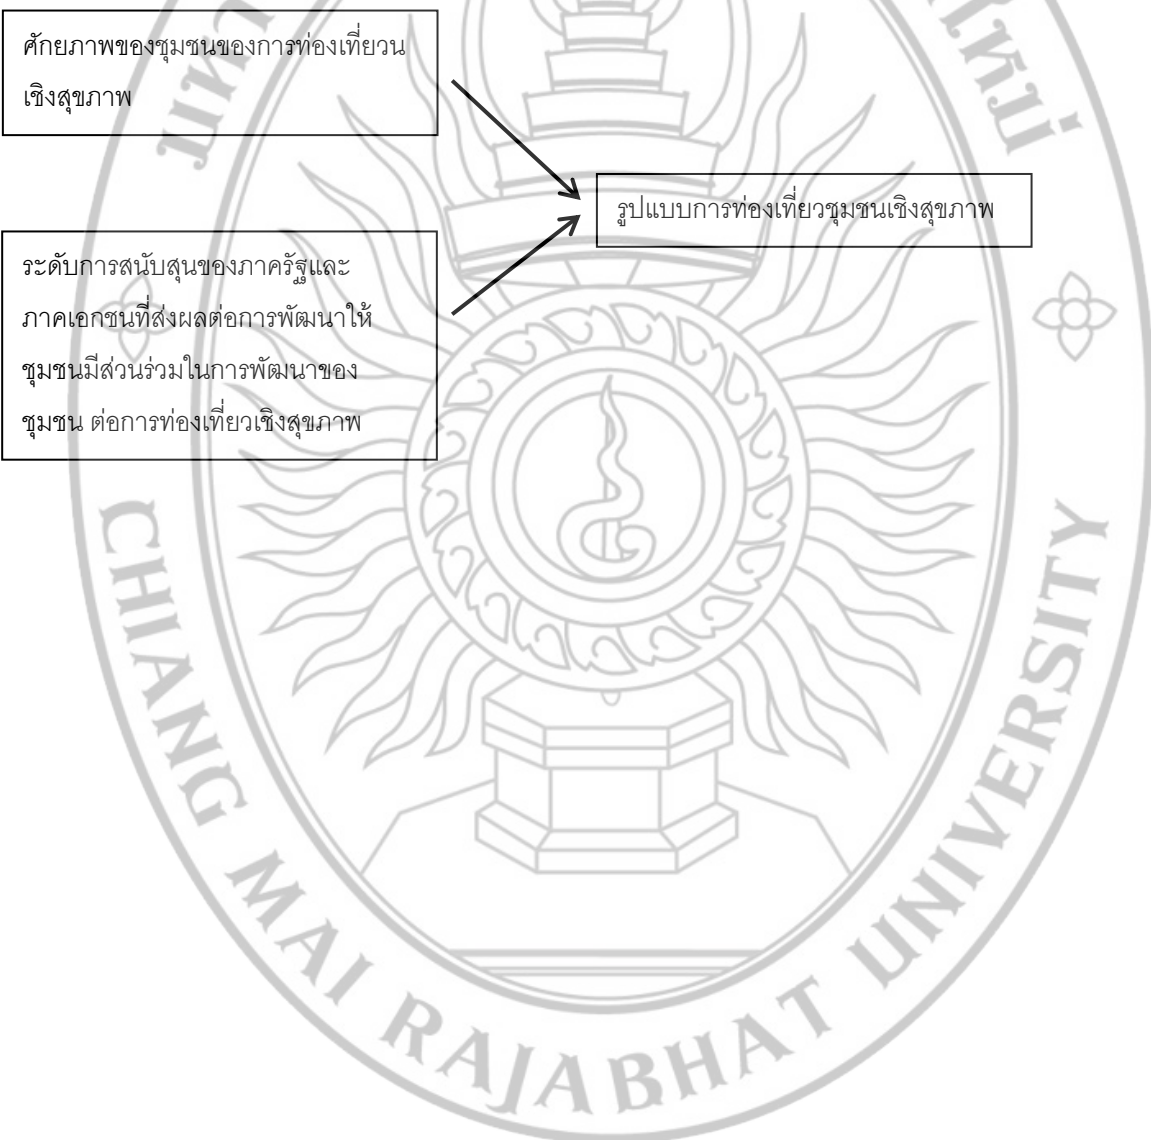 ศักยภาพของชุมชนของการท่องเที่ยวน
เชิงสุขภาพ
รูปแบบการท่องเที่ยวชุมชนเชิงสุขภาพ
ระดับการสนับสุนของภาครัฐและ
ภาคเอกชนที่ส่งผลต่อการพัฒนาให้
ชุมชนมีส่วนร่วมในการพัฒนาของ
ชุมชน ต่อการท่องเที่ยวเชิงสุขภาพ
CHIANG MAI RAJABHAT UNIVERSITY